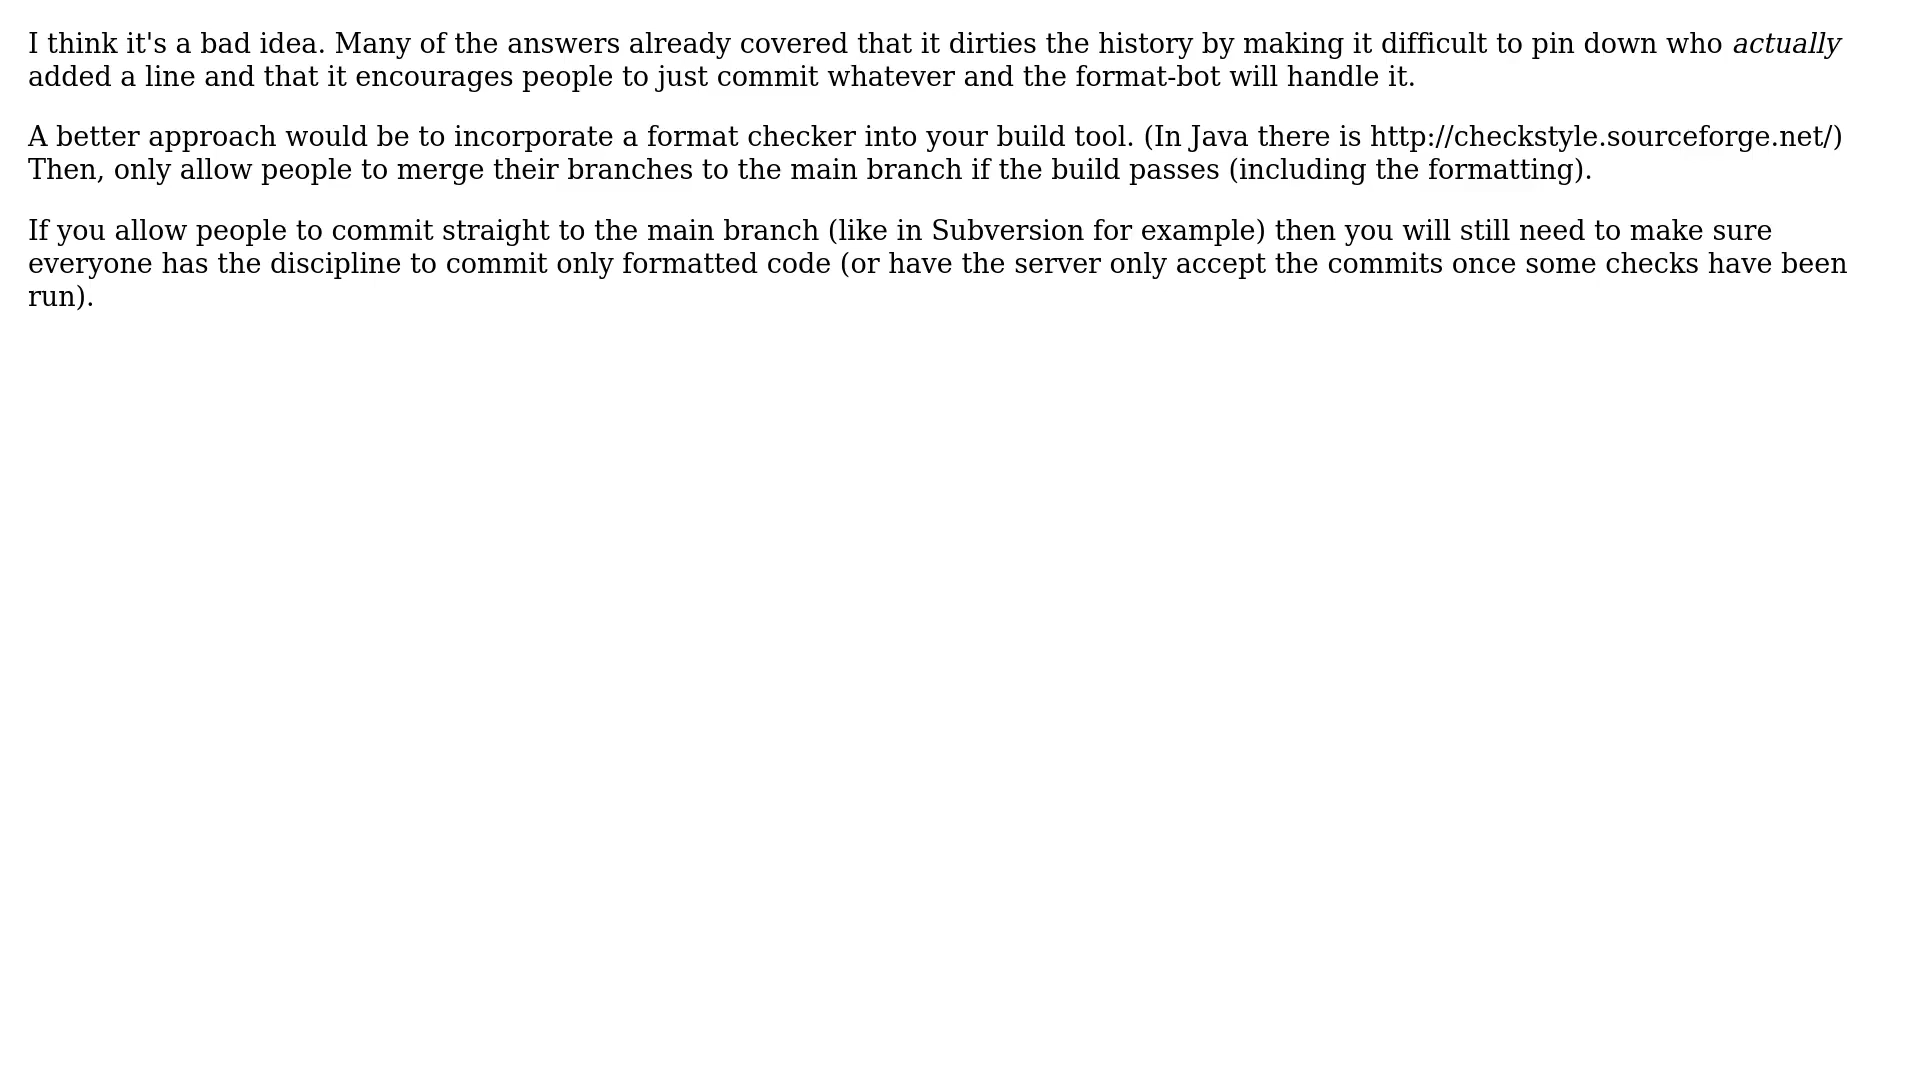 I think it's a bad idea. Many of the answers already covered that it dirties the history by making it difficult to pin down who actually
added a line and that it encourages people to just commit whatever and the format-bot will handle it.
A better approach would be to incorporate a format checker into your build tool. (In Java there is http://checkstyle.sourceforge.net/)
Then, only allow people to merge their branches to the main branch if the build passes (including the formatting).
If you allow people to commit straight to the main branch (like in Subversion for example) then you will still need to make sure
everyone has the discipline to commit only formatted code (or have the server only accept the commits once some checks have been
run).